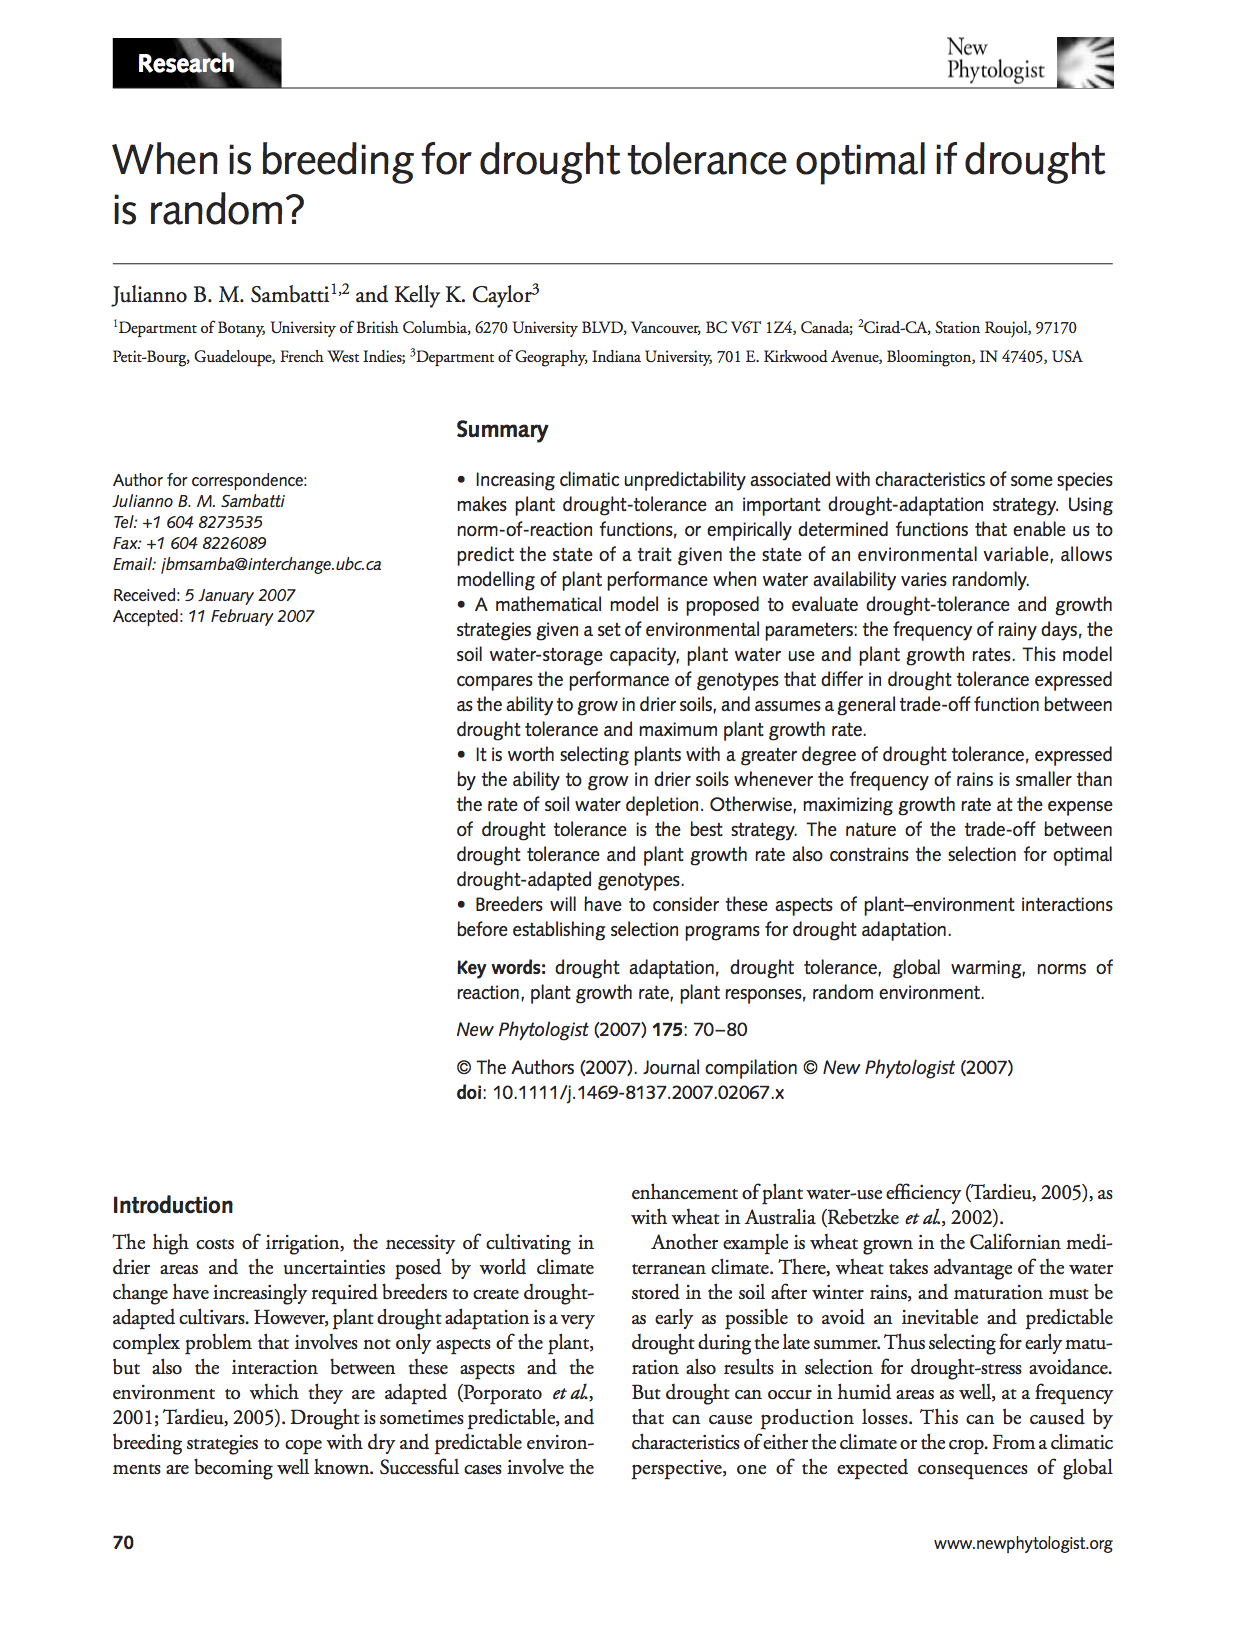 Research
New
Phytologist
When is breeding for drought tolerance optimal if drought
is random?
Julianno B. M. Sambatti1,2 and Kelly K. Caylor3
1Department of Botany, University of British Columbia, 6270 University BLVD, Vancouver, BC V6T 1Z4, Canada; 2Cirad-CA, Station Roujol, 97170
Petit-Bourg, Guadeloupe, French West Indies; 3Department of Geography, Indiana University, 701 E. Kirkwood Avenue, Bloomington, IN 47405, USA
Author for correspondence:
Julianno B. M. Sambatti
Tel: +1 604 8273535
Fax: +1 604 8226089
Email: jbmsamba@interchange.ubc.ca
Received: 5 January 2007
Accepted: 11 February 2007
Summary
• Increasing climatic unpredictability associated with characteristics of some species
makes plant drought-tolerance an important drought-adaptation strategy. Using
norm-of-reaction functions, or empirically determined functions that enable us to
predict the state of a trait given the state of an environmental variable, allows
modelling of plant performance when water availability varies randomly.
• A mathematical model is proposed to evaluate drought-tolerance and growth
strategies given a set of environmental parameters: the frequency of rainy days, the
soil water-storage capacity, plant water use and plant growth rates. This model
compares the performance of genotypes that differ in drought tolerance expressed
as the ability to grow in drier soils, and assumes a general trade-off function between
drought tolerance and maximum plant growth rate.
• It is worth selecting plants with a greater degree of drought tolerance, expressed
by the ability to grow in drier soils whenever the frequency of rains is smaller than
the rate of soil water depletion. Otherwise, maximizing growth rate at the expense
of drought tolerance is the best strategy. The nature of the trade-off between
drought tolerance and plant growth rate also constrains the selection for optimal
drought-adapted genotypes.
• Breeders will have to consider these aspects of plant–environment interactions
before establishing selection programs for drought adaptation.
Key words: drought adaptation, drought tolerance, global warming, norms of
reaction, plant growth rate, plant responses, random environment.
New Phytologist (2007) 175: 70–80
© The Authors (2007). Journal compilation © New Phytologist (2007)
doi: 10.1111/j.1469-8137.2007.02067.x
Introduction
The high costs of irrigation, the necessity of cultivating in
drier areas and the uncertainties posed by world climate
change have increasingly required breeders to create drought-
adapted cultivars. However, plant drought adaptation is a very
complex problem that involves not only aspects of the plant,
but also the interaction between these aspects and the
environment to which they are adapted (Porporato et al.,
2001; Tardieu, 2005). Drought is sometimes predictable, and
breeding strategies to cope with dry and predictable environ-
ments are becoming well known. Successful cases involve the
enhancement of plant water-use efficiency (Tardieu, 2005), as
with wheat in Australia (Rebetzke et al., 2002).
Another example is wheat grown in the Californian medi-
terranean climate. There, wheat takes advantage of the water
stored in the soil after winter rains, and maturation must be
as early as possible to avoid an inevitable and predictable
drought during the late summer. Thus selecting for early matu-
ration also results in selection for drought-stress avoidance.
But drought can occur in humid areas as well, at a frequency
that can cause production losses. This can be caused by
characteristics of either the climate or the crop. From a climatic
perspective, one of the expected consequences of global
70
www.newphytologist.org